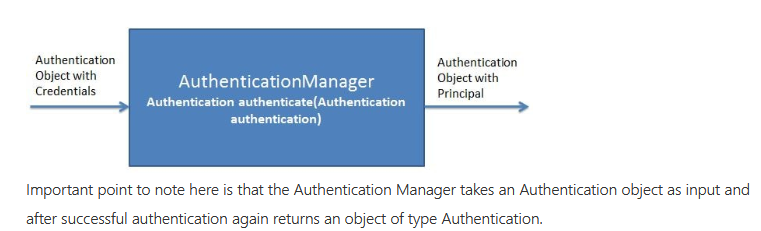 Authentication
Object with
Credentials
AuthenticationManager
Authentication authenticate(Authentication
authentication)
Authentication
Object with
Principal
Important point to note here is that the Authentication Manager takes an Authentication object as input and
after successful authentication again returns an object of type Authentication.